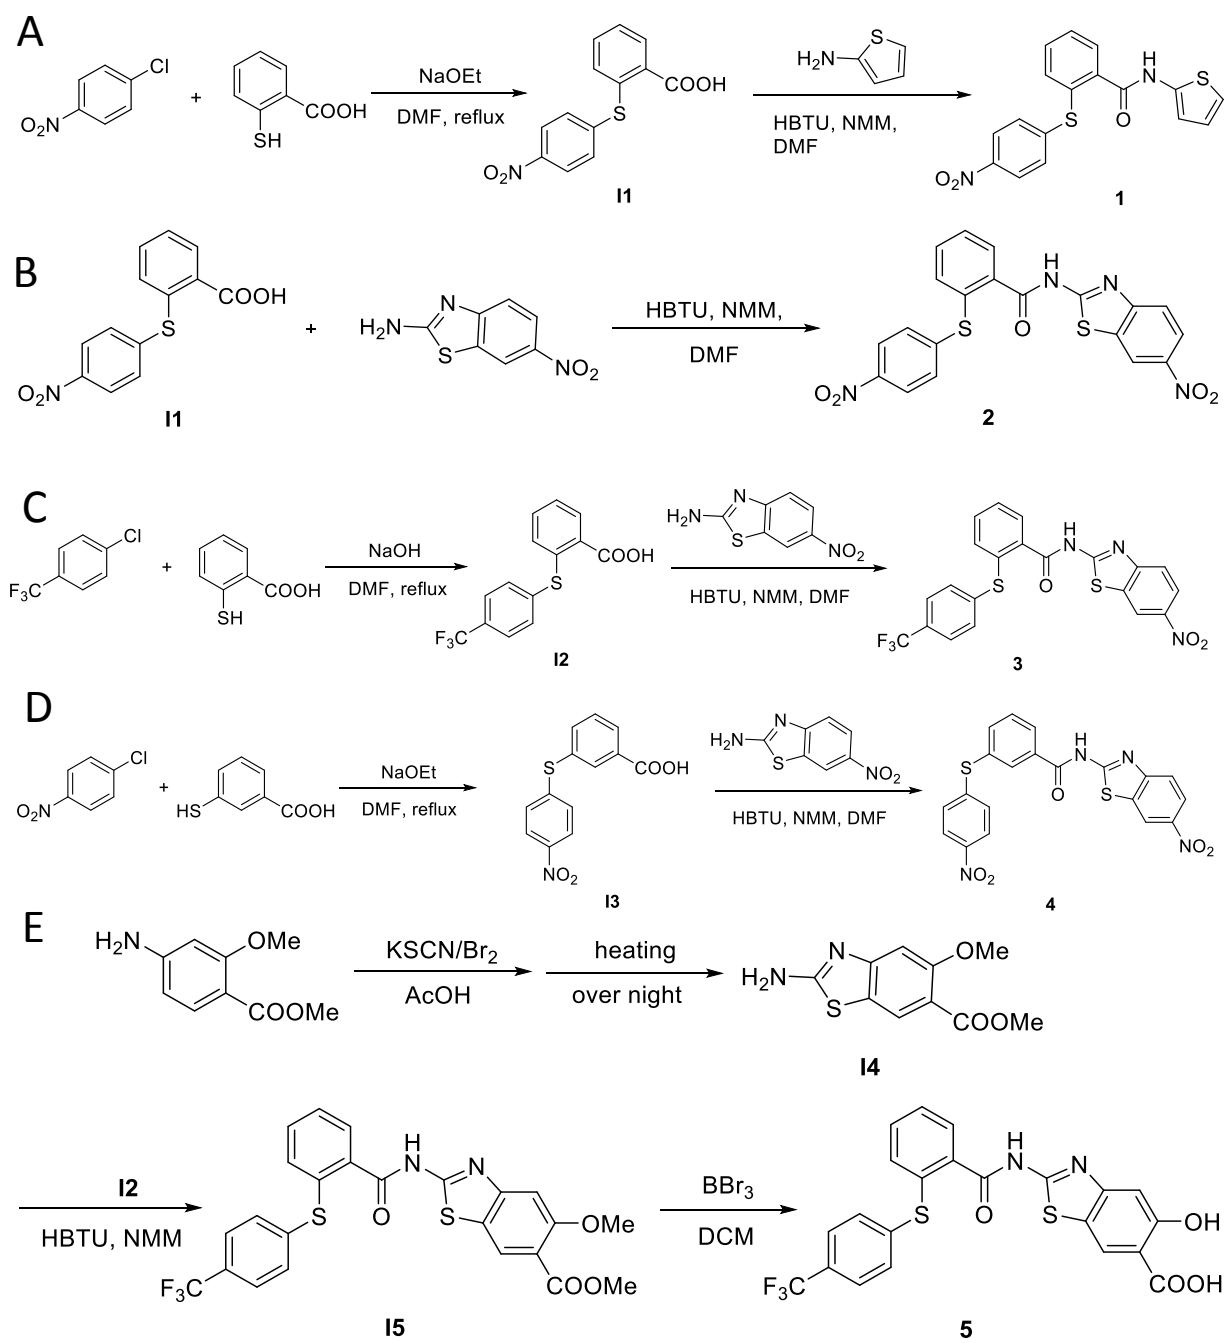 A
Cl
O2N
+
COOH
SH
NaOEt
DMF, reflux
COOH
S
O2N
I1
S
H2N
HBTU, NMM,
DMF
H
N
S
O
S
O2N
1
B
COOH
S
O2N
I1
+
N
H2N
S
NO2
HBTU, NMM,
DMF
H
N
N
O
S
S
O2N
NO2
2
C
Cl
F3C
+
COOH
SH
NaOH
DMF, reflux
COOH
S
F3C
I2
N
H2N
S
NO2
HBTU, NMM, DMF
H
N
N
O
S
S
F3C
NO2
3
D
Cl
O2N
+
HS
COOH
NaOEt
DMF, reflux
S
COOH
NO2
I3
N
H2N
S
NO2
HBTU, NMM, DMF
H
N
N
S
O
S
NO2
NO2
4
E
H2N
OMe
COOMe
KSCN/Br2
AcOH
heating
over night
N
OMe
H2N
S
COOMe
I4
I2
HBTU, NMM
H
N
N
O
S
S
OMe
F3C
COOMe
I5
BBr3
DCM
H
N
N
O
S
S
OH
F3C
COOH
5